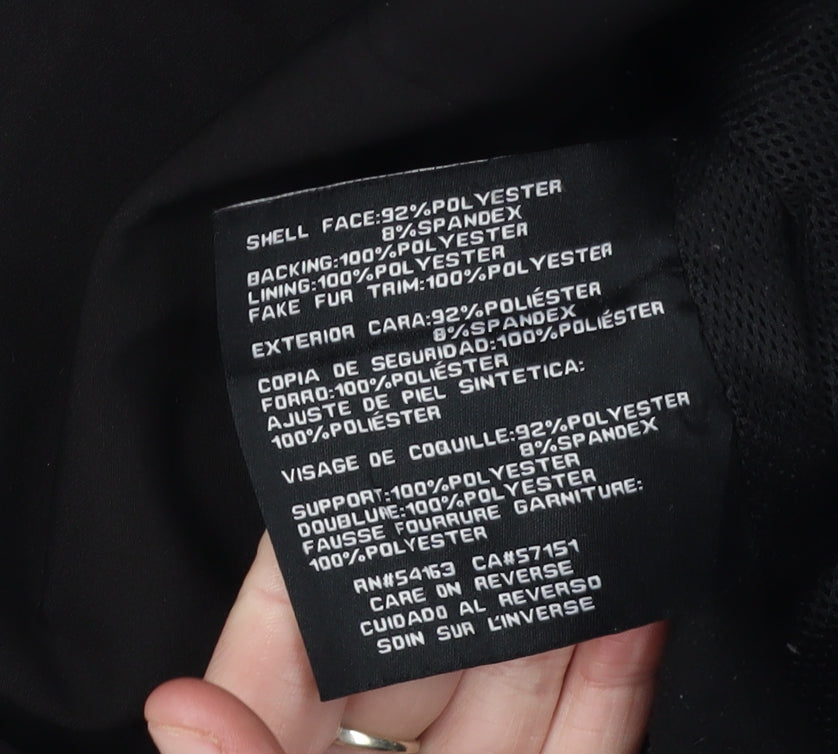 SHELL FACE:92%POLYESTER
8%SPANDEX
BACKING:100%POLYESTER
LINING:100%POLYESTER
FAKE FUR TRIM:100%POLYESTER
EXTERIOR CARA:92%POLIÉSTER
8%SPANDEX
COPIA DE SEGURIDAD:100%POLIÉSTER
FORRO:100%POLIÉSTER
AJUSTE DE PIEL SINTETICA:
100%POLIÉSTER
VISAGE DE COQUILLE:92%POLYESTER
8%SPANDEX
SUPPORT:100%POLYESTER
DOUBLURE:100%POLYESTER
FAUSSE FOURRURE GARNITURE:
100%POLYESTER
RN#54163 CA#57151
CARE ON REVERSE
CUIDADO AL REVERSO
SOIN SUR L'INVERSE